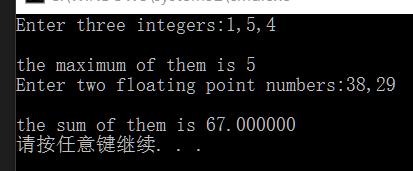 Enter three integers:1,5,4
the maximum of them is 5
Enter two floating point numbers:38,29
the sum of them is 67.000000
请按任意键继续. . .